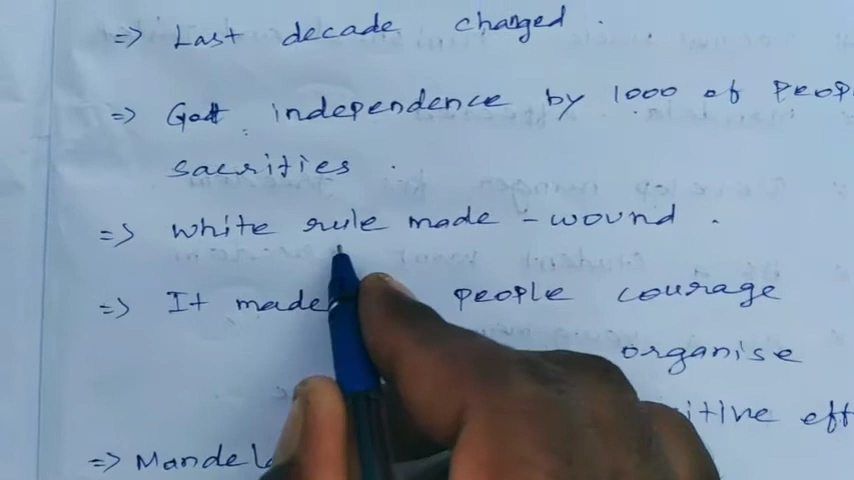 => Last decade changed.
=> Got independence by 1000 of peop
sacrifies.
=> white rule made - wound.
=> It made people courage
organise
itive eff
=> Mandela